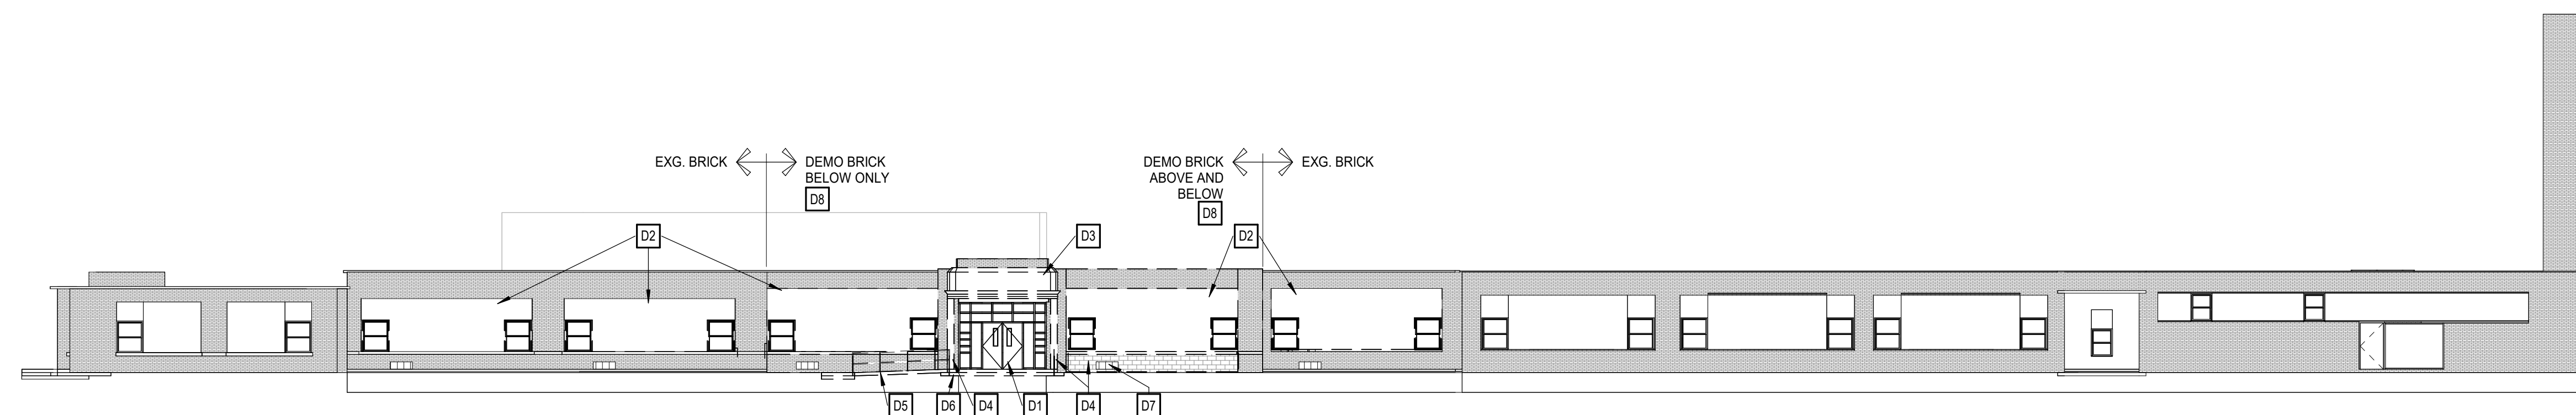 EXG. BRICK
DEMO BRICK
BELOW ONLY
D8
DEMO BRICK
ABOVE AND
BELOW
D8
EXG. BRICK
D2
D3
D2
D5
D6
D4
D1
D4
D7